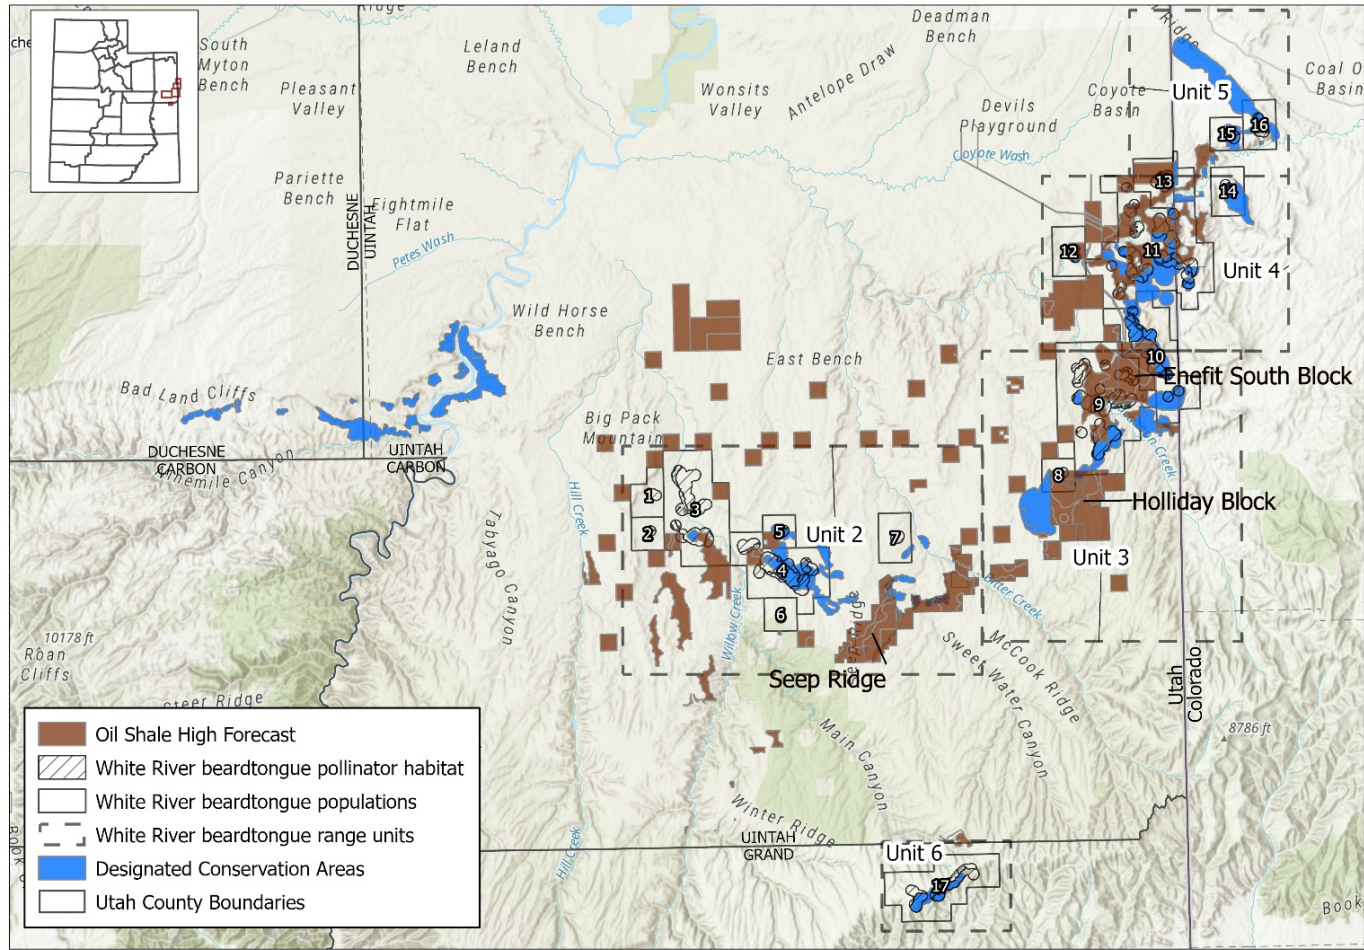 Ridge
Deadman
Bench
South
Myton
Bench
Leland
Bench
Pleasant
Valley
Wonsits
Valley
Antelope Draw
Coyote
Basin
Devils
Playground
Coyote Wash
Ridge
Coal O
Basin
Unit 5
15
16
13
14
Pariette
Bench
Eightmile
Flat
DUCHESNE
UINTAH
Petes Wash
12
11
Unit 4
Wild Horse
Bench
East Bench
10
Enefit South Block
9
Bad Land Cliffs
Big Pack
Mountain
DUCHESNE
CARBON
UINTAH
CARBON
8
Holliday Block
Unit 3
1
2
3
5
Unit 2
7
4
6
Hill Creek
Tabyago Canyon
Willow Creek
Bitter Creek
10178 ft
Roan
Cliffs
Seep Ridge
McCook Ridge
Sweet Water Canyon
Utah
Colorado
8786 ft
Main Canyon
Winter Ridge
UINTAH
GRAND
Hill Creek
Unit 6
17
Book
Oil Shale High Forecast
White River beardtongue pollinator habitat
White River beardtongue populations
White River beardtongue range units
Designated Conservation Areas
Utah County Boundaries